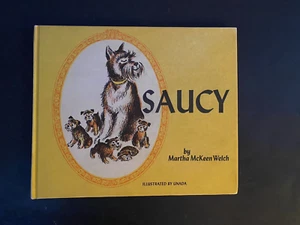 SAUCY
by
Martha McKeen Welch
ILLUSTRATED BY UNADA